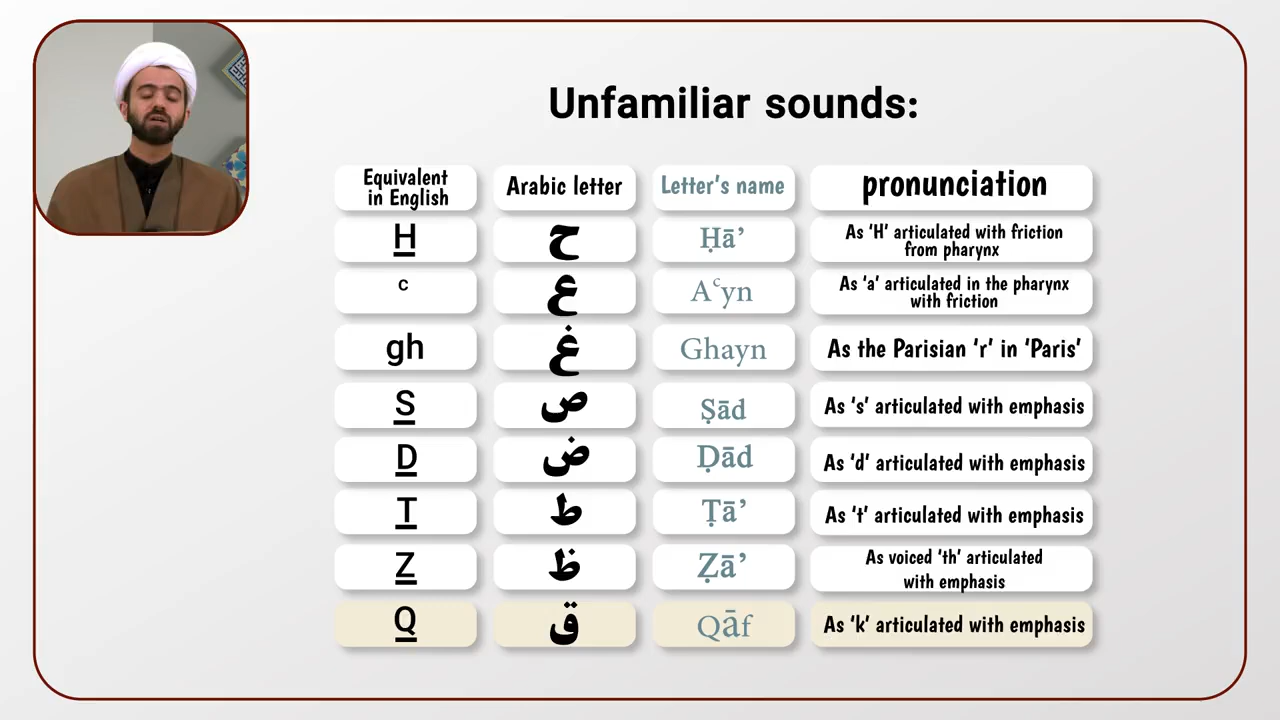 Unfamiliar sounds:
Equivalent in English Arabic letter Letter's name pronunciation
H ح Ḥā’ As ‘H’ articulated with friction from pharynx
c ع Aᶜyn As ‘a’ articulated in the pharynx with friction
gh غ Ghayn As the Parisian ‘r’ in ‘Paris’
S ص Ṣād As ‘s’ articulated with emphasis
D ض Ḍād As ‘d’ articulated with emphasis
T ط Ṭā’ As ‘t’ articulated with emphasis
Z ظ Ẓā’ As voiced ‘th’ articulated with emphasis
Q ق Qāf As ‘k’ articulated with emphasis